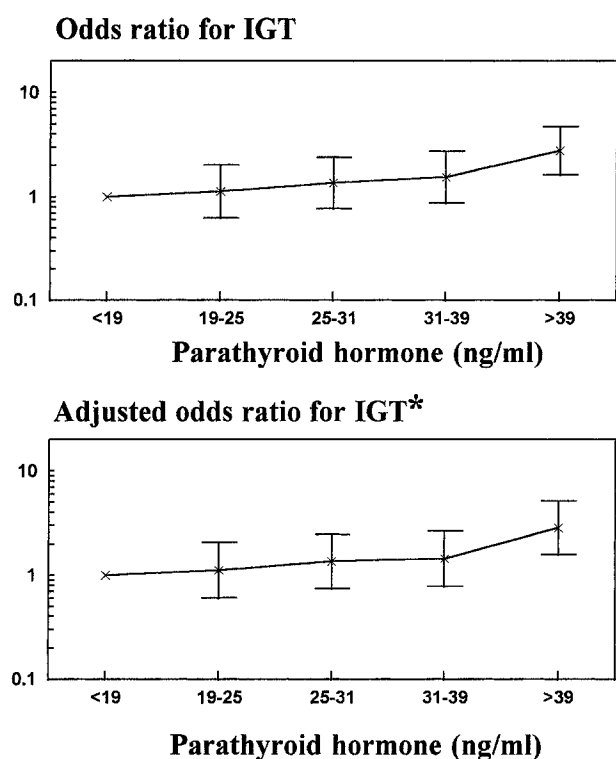 Odds ratio for IGT
10
1
0.1
<19 19-25 25-31 31-39 >39
Parathyroid hormone (ng/ml)
Adjusted odds ratio for IGT*
10
1
0.1
<19 19-25 25-31 31-39 >39
Parathyroid hormone (ng/ml)